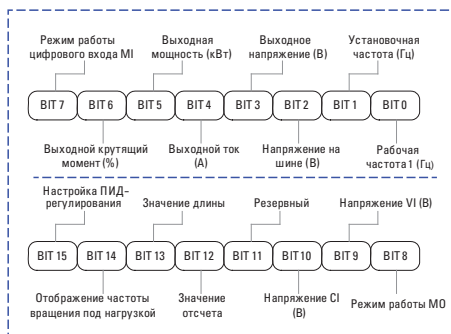 Режим работы
цифрового входа MI
Выходная
мощность (кВт)
Выходное
напряжение (В)
Установочная
частота (Гц)
BIT 7
BIT 6
BIT 5
BIT 4
BIT 3
BIT 2
BIT 1
BIT 0
Выходной крутящий
момент (%)
Выходной ток
(А)
Напряжение на
шине (В)
Рабочая
частота 1 (Гц)
Настройка ПИД-
регулирования
Значение длины
Резервный
Напряжение VI (В)
BIT 15
BIT 14
BIT 13
BIT 12
BIT 11
BIT 10
BIT 9
BIT 8
Отображение частоты
вращения под нагрузкой
Значение
отсчета
Напряжение CI
(В)
Режим работы MO